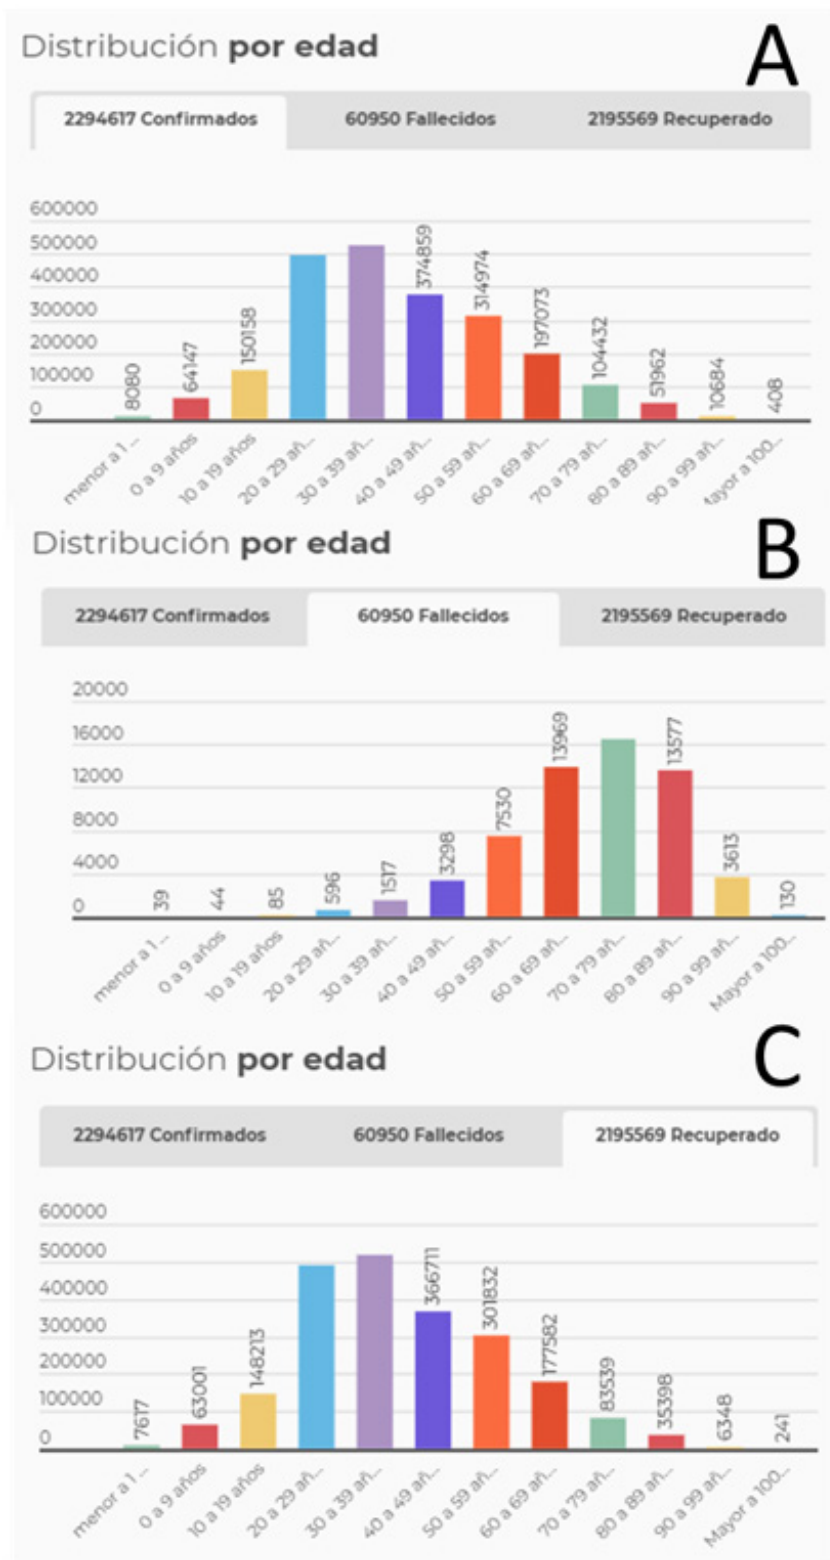 Distribución por edad
A
2294617 Confirmados 60950 Fallecidos 2195569 Recuperado
600000
500000
400000
300000
200000
100000
0
8080
64147
150158
374859
314974
197073
104432
51962
10684
408
menor a 1 ...
0 a 9 años
10 a 19 años
20 a 29 añ...
30 a 39 añ...
40 a 49 añ...
50 a 59 añ...
60 a 69 añ...
70 a 79 añ...
80 a 89 añ...
90 a 99 añ...
ayor a 100...
Distribución por edad
B
2294617 Confirmados 60950 Fallecidos 2195569 Recuperado
20000
16000
12000
8000
4000
0
39
44
85
596
1517
3298
7530
13969
13577
3613
130
menor a 1 ...
0 a 9 años
10 a 19 años
20 a 29 añ...
30 a 39 añ...
40 a 49 añ...
50 a 59 añ...
60 a 69 añ...
70 a 79 añ...
80 a 89 añ...
90 a 99 añ...
Mayor a 100...
Distribución por edad
C
2294617 Confirmados 60950 Fallecidos 2195569 Recuperado
600000
500000
400000
300000
200000
100000
0
7617
63001
148213
366711
301832
177582
83539
35398
6348
241
menor a 1 ...
0 a 9 años
10 a 19 años
20 a 29 añ...
30 a 39 añ...
40 a 49 añ...
50 a 59 añ...
60 a 69 añ...
70 a 79 añ...
80 a 89 añ...
90 a 99 añ...
Mayor a 100...